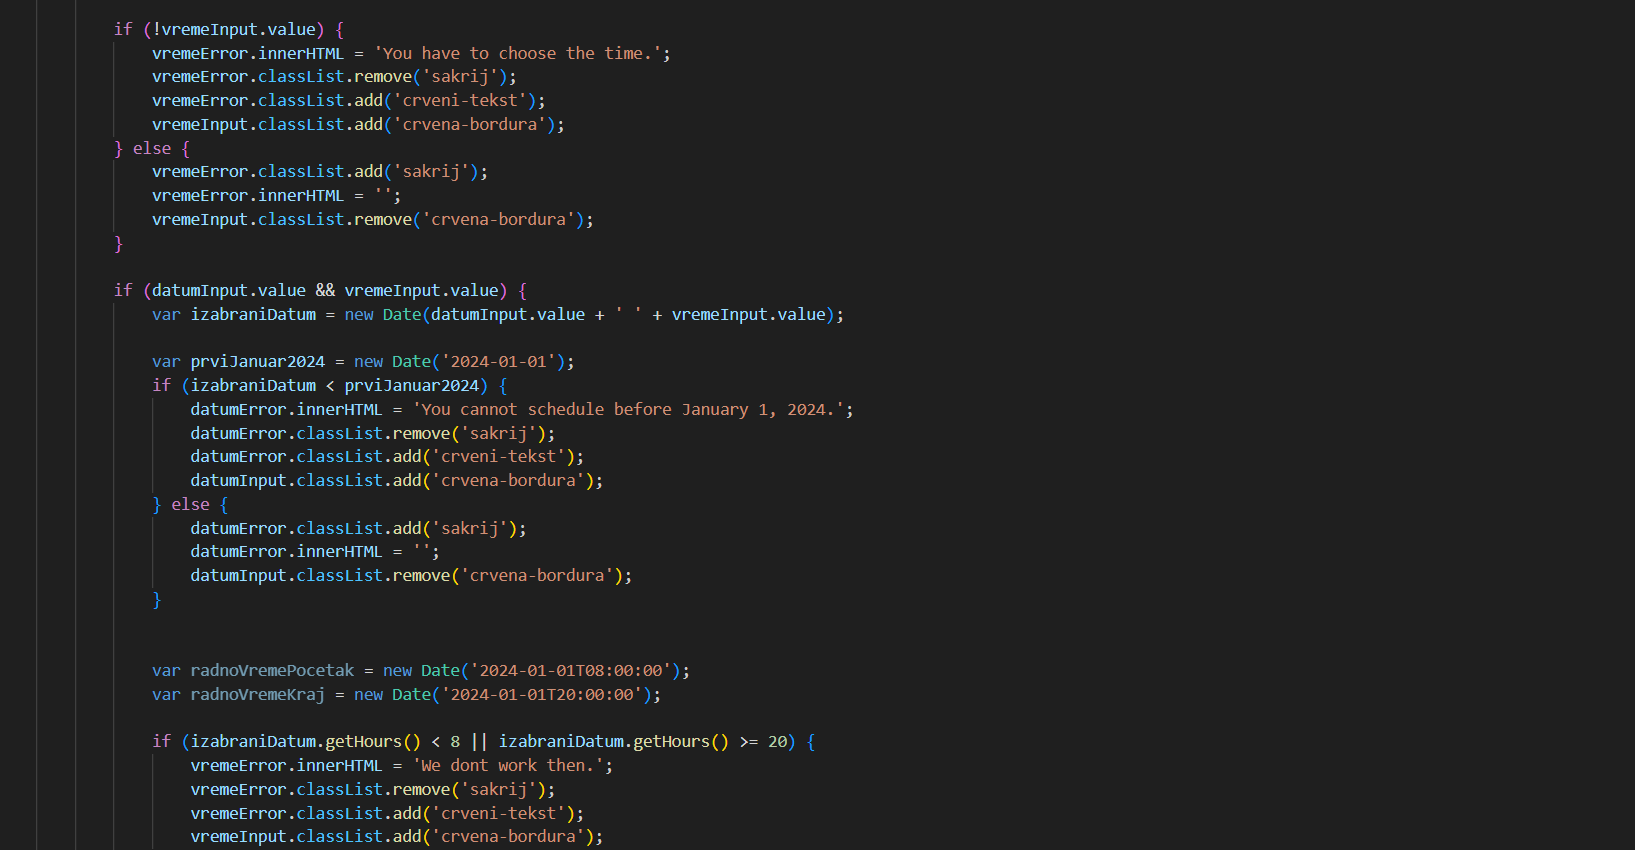 if (!vremeInput.value) {
vremeError.innerHTML = 'You have to choose the time.';
vremeError.classList.remove('sakrij');
vremeError.classList.add('crveni-tekst');
vremeInput.classList.add('crvena-bordura');
} else {
vremeError.classList.add('sakrij');
vremeError.innerHTML = '';
vremeInput.classList.remove('crvena-bordura');
}
if (datumInput.value && vremeInput.value) {
var izabraniDatum = new Date(datumInput.value + ' ' + vremeInput.value);
var prviJanuar2024 = new Date('2024-01-01');
if (izabraniDatum < prviJanuar2024) {
datumError.innerHTML = 'You cannot schedule before January 1, 2024.';
datumError.classList.remove('sakrij');
datumError.classList.add('crveni-tekst');
datumInput.classList.add('crvena-bordura');
} else {
datumError.classList.add('sakrij');
datumError.innerHTML = '';
datumInput.classList.remove('crvena-bordura');
}
var radnoVremePocetak = new Date('2024-01-01T08:00:00');
var radnoVremeKraj = new Date('2024-01-01T20:00:00');
if (izabraniDatum.getHours() < 8 || izabraniDatum.getHours() >= 20) {
vremeError.innerHTML = 'We dont work then.';
vremeError.classList.remove('sakrij');
vremeError.classList.add('crveni-tekst');
vremeInput.classList.add('crvena-bordura');